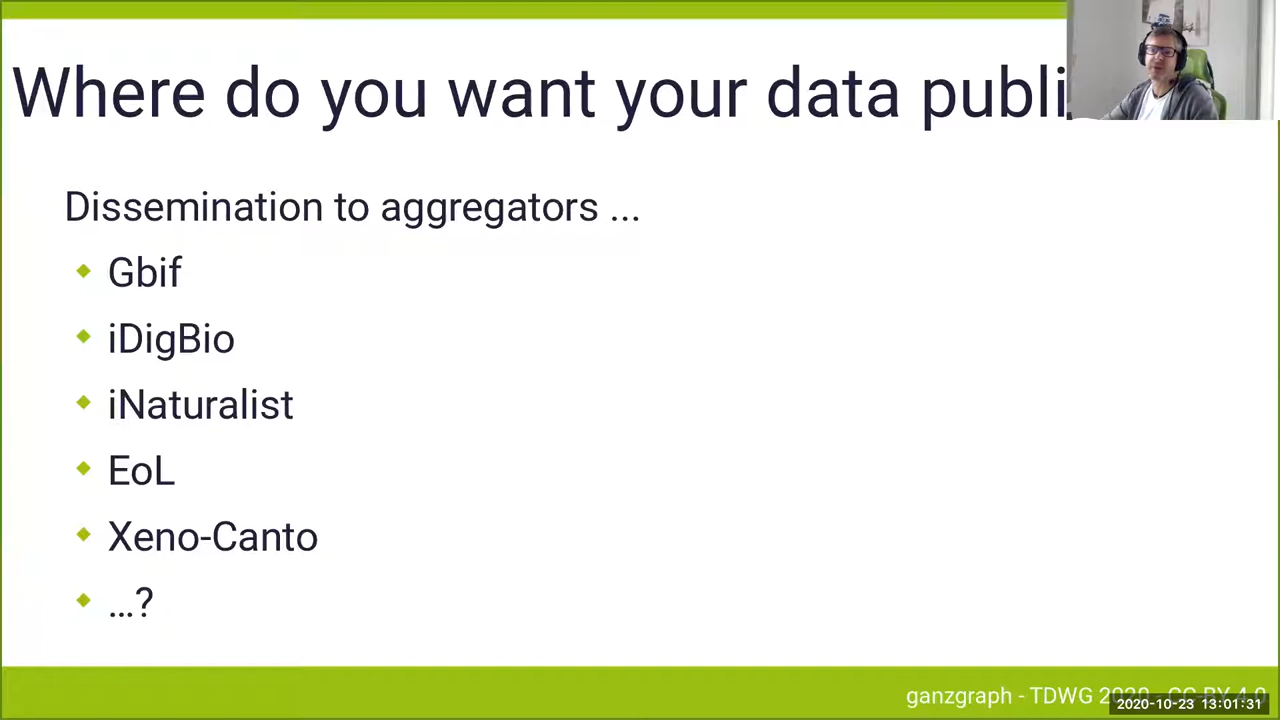 Where do you want your data publi
Dissemination to aggregators ...
Gbif
iDigBio
iNaturalist
EoL
Xeno-Canto
...?
ganzgraph - TDWG 2020 - CC-BY 4.0
2020-10-23 13:01:31